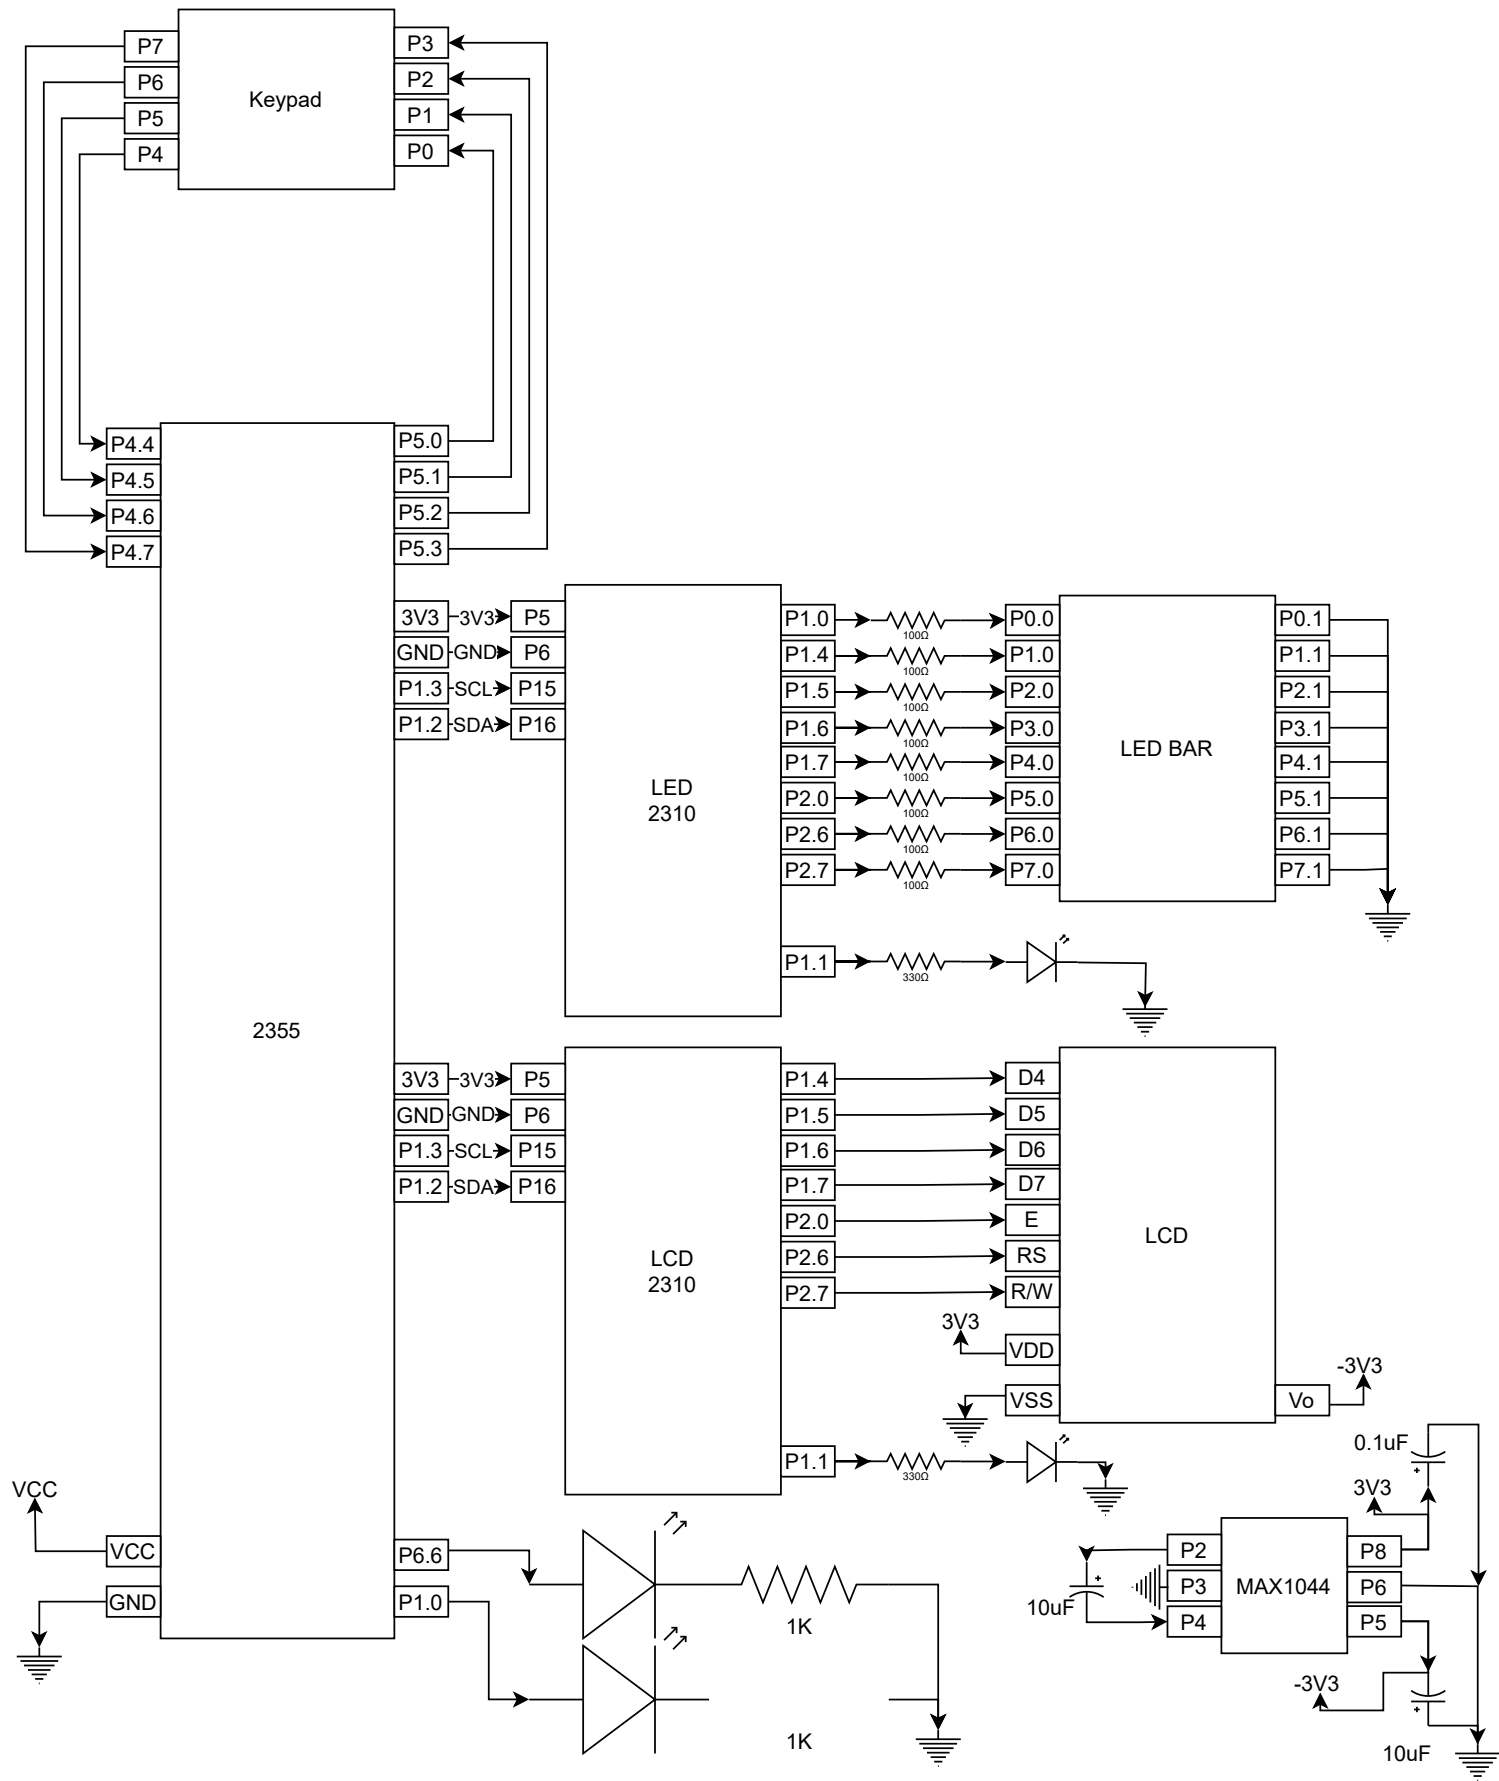 P7
P6
P5
P4
Keypad
P3
P2
P1
P0
P4.4
P4.5
P4.6
P4.7
P5.0
P5.1
P5.2
P5.3
2355
3V3 3V3 P5
GND GND P6
P1.3 SCL P15
P1.2 SDA P16
LED
2310
P1.0 100Ω P0.0
P1.4 100Ω P1.0
P1.5 100Ω P2.0
P1.6 100Ω P3.0
P1.7 100Ω P4.0
P2.0 100Ω P5.0
P2.6 100Ω P6.0
P2.7 100Ω P7.0
LED BAR
P0.1
P1.1
P2.1
P3.1
P4.1
P5.1
P6.1
P7.1
P1.1 330Ω
3V3 3V3 P5
GND GND P6
P1.3 SCL P15
P1.2 SDA P16
LCD
2310
P1.4 D4
P1.5 D5
P1.6 D6
P1.7 D7
P2.0 E
P2.6 RS
P2.7 R/W
LCD
3V3
VDD
VSS
Vo
-3V3
P1.1 330Ω
VCC
VCC
GND
P6.6
P1.0
1K
1K
0.1uF
+
3V3
P2
P3
P4
MAX1044
P8
P6
P5
+
10uF
-3V3
+
10uF